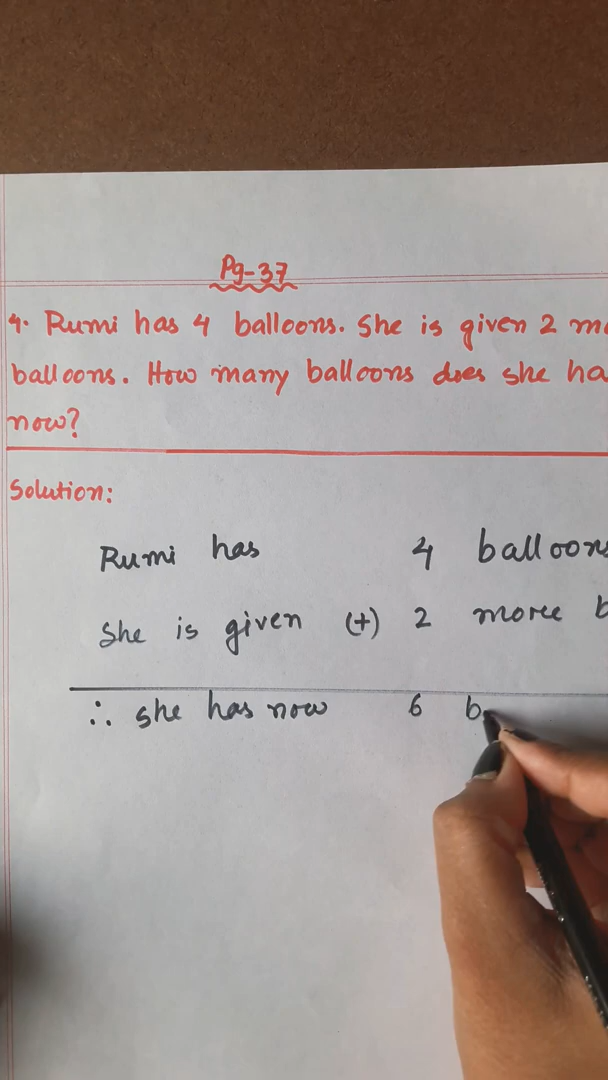 Pg-37
4. Rumi has 4 balloons. She is given 2
balloons. How many balloons does she
now?
Solution:
Rumi has 4 balloons
She is given (+) 2 more
∴ she has now 6